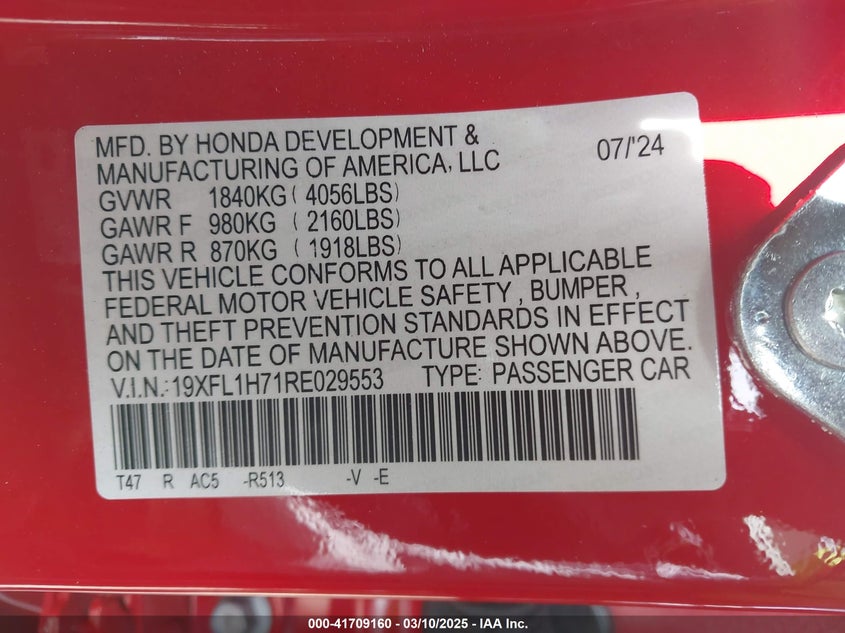 MFD. BY HONDA DEVELOPMENT &
MANUFACTURING OF AMERICA, LLC 07/'24
GVWR 1840KG ( 4056LBS)
GAWR F 980KG ( 2160LBS)
GAWR R 870KG ( 1918LBS)
THIS VEHICLE CONFORMS TO ALL APPLICABLE
FEDERAL MOTOR VEHICLE SAFETY , BUMPER ,
AND THEFT PREVENTION STANDARDS IN EFFECT
ON THE DATE OF MANUFACTURE SHOWN ABOVE.
V.I.N.:19XFL1H71RE029553 TYPE: PASSENGER CAR
T47 R AC5 -R513 -V -E
000-41709160 - 03/10/2025 - IAA Inc.